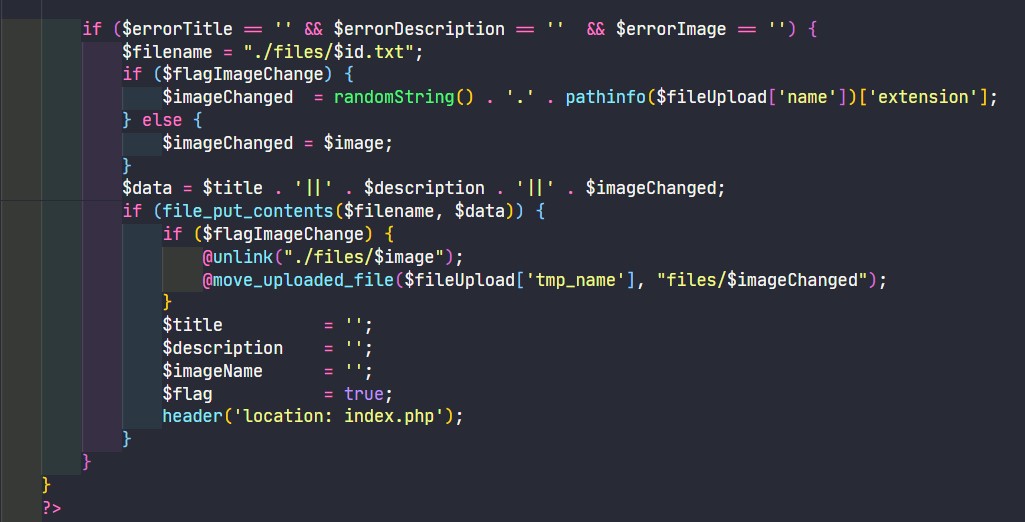 if ($errorTitle == '' && $errorDescription == ''  && $errorImage == '') {
$filename = "./files/$id.txt";
if ($flagImageChange) {
$imageChanged  = randomString() . '.' . pathinfo($fileUpload['name'])['extension'];
} else {
$imageChanged = $image;
}
$data = $title . '||' . $description . '||' . $imageChanged;
if (file_put_contents($filename, $data)) {
if ($flagImageChange) {
@unlink("./files/$image");
@move_uploaded_file($fileUpload['tmp_name'], "files/$imageChanged");
}
$title          = '';
$description    = '';
$imageName      = '';
$flag           = true;
header('location: index.php');
}
}
}
?>